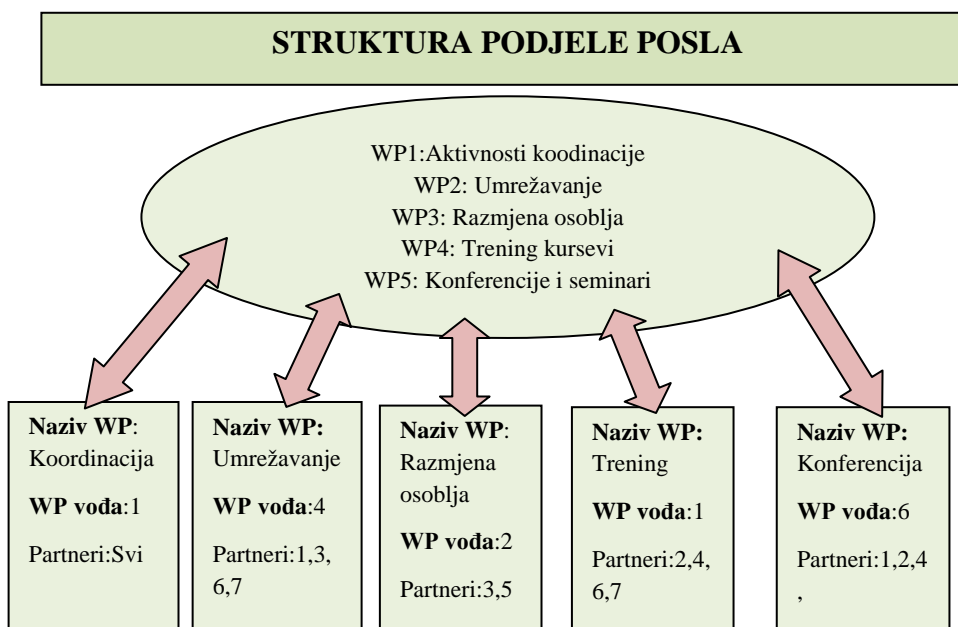 STRUKTURA PODJELE POSLA
WP1:Aktivnosti koodinacije
WP2: Umrežavanje
WP3: Razmjena osoblja
WP4: Trening kursevi
WP5: Konferencije i seminari
Naziv WP:
Koordinacija
WP vođa:1
Partneri:Svi
Naziv WP:
Umrežavanje
WP vođa:4
Partneri:1,3,
6,7
Naziv WP:
Razmjena
osoblja
WP vođa:2
Partneri:3,5
Naziv WP:
Trening
WP vođa:1
Partneri:2,4,
6,7
Naziv WP:
Konferencija
WP vođa:6
Partneri:1,2,4
,